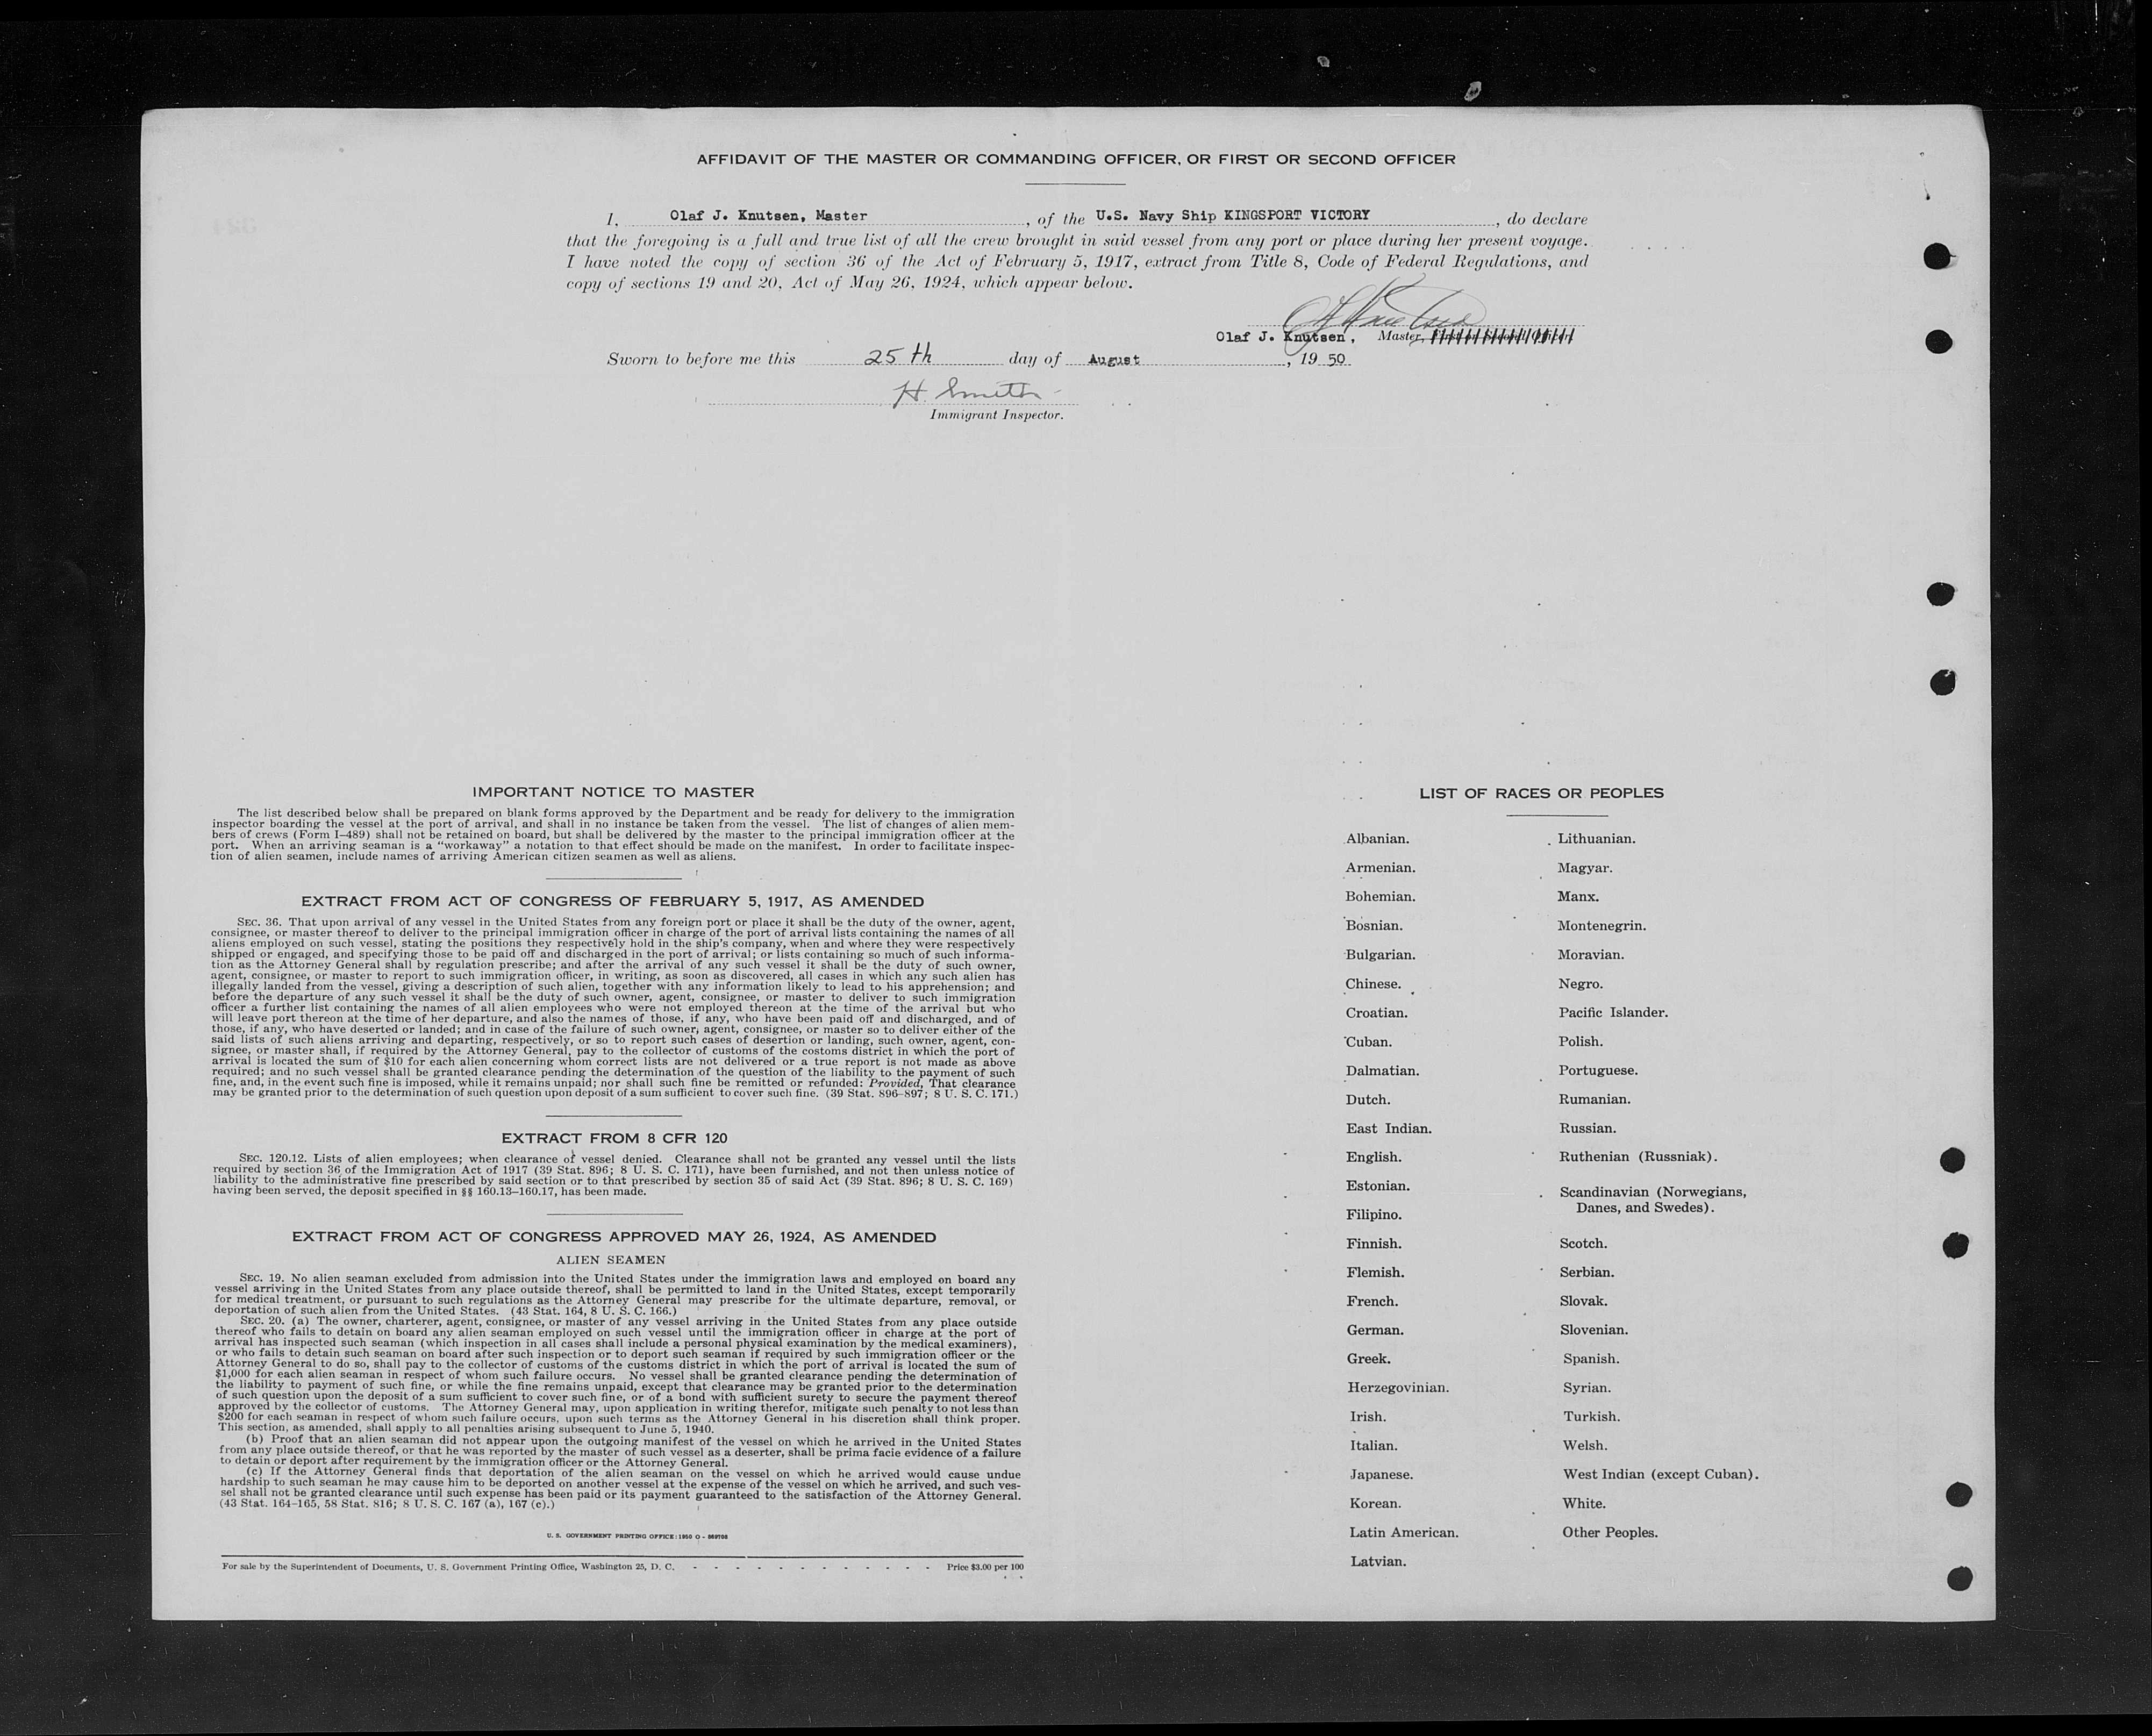 AFFIDAVIT OF THE MASTER OR COMMANDING OFFICER, OR FIRST OR SECOND OFFICER
I, Olaf J. Knutsen, Master, of the U.S. Navy Ship KINGSPORT VICTORY, do declare
that the foregoing is a full and true list of all the crew brought in said vessel from any port or place during her present voyage.
I have noted the copy of section 36 of the Act of February 5, 1917, extract from Title 8, Code of Federal Regulations, and
copy of sections 19 and 20, Act of May 26, 1924, which appear below.
Olaf J. Knutsen, Master, First or Second Officer.
Sworn to before me this 25th day of August, 1950
H. Smith
Immigrant Inspector.
IMPORTANT NOTICE TO MASTER
The list described below shall be prepared on blank forms approved by the Department and be ready for delivery to the immigration
inspector boarding the vessel at the port of arrival, and shall in no instance be taken from the vessel. The list of changes of alien mem-
bers of crews (Form I-489) shall not be retained on board, but shall be delivered by the master to the principal immigration officer at the
port. When an arriving seaman is a "workaway" a notation to that effect should be made on the manifest. In order to facilitate inspec-
tion of alien seamen, include names of arriving American citizen seamen as well as aliens.
EXTRACT FROM ACT OF CONGRESS OF FEBRUARY 5, 1917, AS AMENDED
SEC. 36. That upon arrival of any vessel in the United States from any foreign port or place it shall be the duty of the owner, agent,
consignee, or master thereof to deliver to the principal immigration officer in charge of the port of arrival lists containing the names of all
aliens employed on such vessel, stating the positions they respectively hold in the ship's company, when and where they were respectively
shipped or engaged, and specifying those to be paid off and discharged in the port of arrival; or lists containing so much of such informa-
tion as the Attorney General shall by regulation prescribe; and after the arrival of any such vessel it shall be the duty of such owner,
agent, consignee, or master to report to such immigration officer, in writing, as soon as discovered, all cases in which any such alien has
illegally landed from the vessel, giving a description of such alien, together with any information likely to lead to his apprehension; and
before the departure of any such vessel it shall be the duty of such owner, agent, consignee, or master to deliver to such immigration
officer a further list containing the names of all alien employees who were not employed thereon at the time of the arrival but who
will leave port thereon at the time of her departure, and also the names of those, if any, who have been paid off and discharged, and of
those, if any, who have deserted or landed; and in case of the failure of such owner, agent, consignee, or master so to deliver either of the
said lists of such aliens arriving and departing, respectively, or so to report such cases of desertion or landing, such owner, agent, con-
signee, or master shall, if required by the Attorney General, pay to the collector of customs of the costoms district in which the port of
arrival is located the sum of $10 for each alien concerning whom correct lists are not delivered or a true report is not made as above
required; and no such vessel shall be granted clearance pending the determination of the question of the liability to the payment of such
fine, and, in the event such fine is imposed, while it remains unpaid; nor shall such fine be remitted or refunded: Provided, That clearance
may be granted prior to the determination of such question upon deposit of a sum sufficient to cover such fine. (39 Stat. 896-897; 8 U. S. C. 171.)
EXTRACT FROM 8 CFR 120
SEC. 120.12. Lists of alien employees; when clearance of vessel denied. Clearance shall not be granted any vessel until the lists
required by section 36 of the Immigration Act of 1917 (39 Stat. 896; 8 U. S. C. 171), have been furnished, and not then unless notice of
liability to the administrative fine prescribed by said section or to that prescribed by section 35 of said Act (39 Stat. 896; 8 U. S. C. 169)
having been served, the deposit specified in §§ 160.13-160.17, has been made.
EXTRACT FROM ACT OF CONGRESS APPROVED MAY 26, 1924, AS AMENDED
ALIEN SEAMEN
SEC. 19. No alien seaman excluded from admission into the United States under the immigration laws and employed on board any
vessel arriving in the United States from any place outside thereof, shall be permitted to land in the United States, except temporarily
for medical treatment, or pursuant to such regulations as the Attorney General may prescribe for the ultimate departure, removal, or
deportation of such alien from the United States. (43 Stat. 164, 8 U. S. C. 166.)
SEC. 20. (a) The owner, charterer, agent, consignee, or master of any vessel arriving in the United States from any place outside
thereof who fails to detain on board any alien seaman employed on such vessel until the immigration officer in charge at the port of
arrival has inspected such seaman (which inspection in all cases shall include a personal physical examination by the medical examiners),
or who fails to detain such seaman on board after such inspection or to deport such seaman if required by such immigration officer or the
Attorney General to do so, shall pay to the collector of customs of the customs district in which the port of arrival is located the sum of
$1,000 for each alien seaman in respect of whom such failure occurs. No vessel shall be granted clearance pending the determination of
the liability to payment of such fine, or while the fine remains unpaid, except that clearance may be granted prior to the determination
of such question upon the deposit of a sum sufficient to cover such fine, or of a bond with sufficient surety to secure the payment thereof
approved by the collector of customs. The Attorney General may, upon application in writing therefor, mitigate such penalty to not less than
$200 for each seaman in respect of whom such failure occurs, upon such terms as the Attorney General in his discretion shall think proper.
This section, as amended, shall apply to all penalties arising subsequent to June 5, 1940.
(b) Proof that an alien seaman did not appear upon the outgoing manifest of the vessel on which he arrived in the United States
from any place outside thereof, or that he was reported by the master of such vessel as a deserter, shall be prima facie evidence of a failure
to detain or deport after requirement by the immigration officer or the Attorney General.
(c) If the Attorney General finds that deportation of the alien seaman on the vessel on which he arrived would cause undue
hardship to such seaman he may cause him to be deported on another vessel at the expense of the vessel on which he arrived, and such ves-
sel shall not be granted clearance until such expense has been paid or its payment guaranteed to the satisfaction of the Attorney General.
(43 Stat. 164-165, 58 Stat. 816; 8 U. S. C. 167 (a), 167 (c).)
U. S. GOVERNMENT PRINTING OFFICE: 1950 O - 869708
For sale by the Superintendent of Documents, U. S. Government Printing Office, Washington 25, D. C. - - - - - - - - - - - - Price $3.00 per 100
LIST OF RACES OR PEOPLES
Albanian.
Armenian.
Bohemian.
Bosnian.
Bulgarian.
Chinese.
Croatian.
Cuban.
Dalmatian.
Dutch.
East Indian.
English.
Estonian.
Filipino.
Finnish.
Flemish.
French.
German.
Greek.
Herzegovinian.
Irish.
Italian.
Japanese.
Korean.
Latin American.
Latvian.
Lithuanian.
Magyar.
Manx.
Montenegrin.
Moravian.
Negro.
Pacific Islander.
Polish.
Portuguese.
Rumanian.
Russian.
Ruthenian (Russniak).
Scandinavian (Norwegians,
Danes, and Swedes).
Scotch.
Serbian.
Slovak.
Slovenian.
Spanish.
Syrian.
Turkish.
Welsh.
West Indian (except Cuban).
White.
Other Peoples.